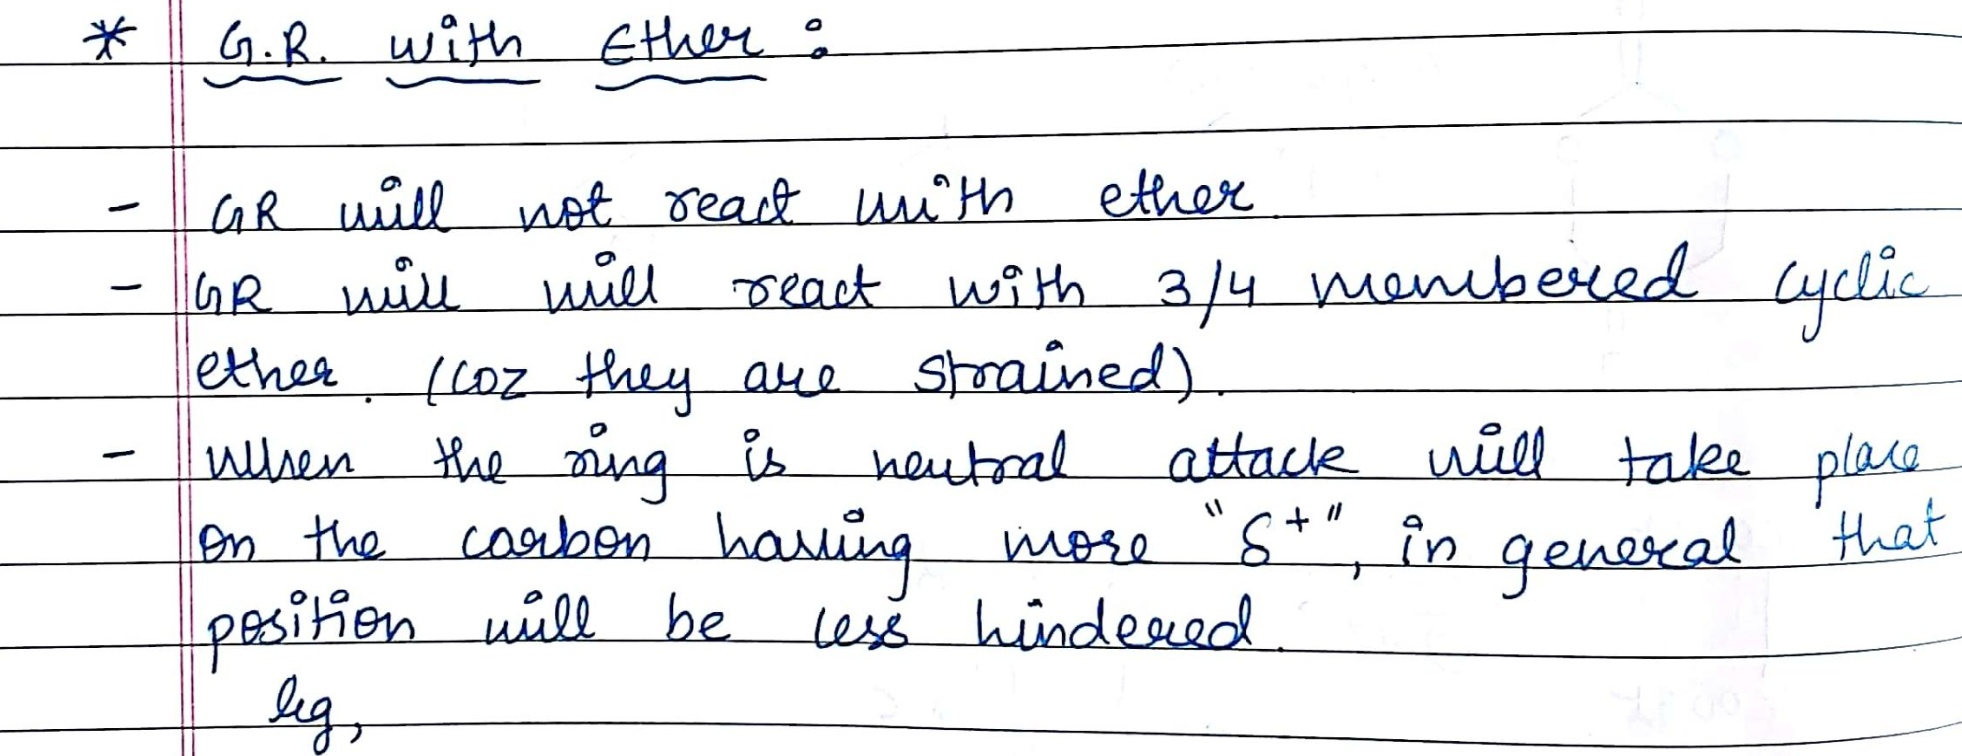 * G.R. with Ether :
- GR will not react with ether.
- GR will will react with 3/4 membered cyclic
ether. (coz they are strained).
- When the ring is neutral attack will take place
on the carbon having more "δ+", in general that
position will be less hindered.
eg,